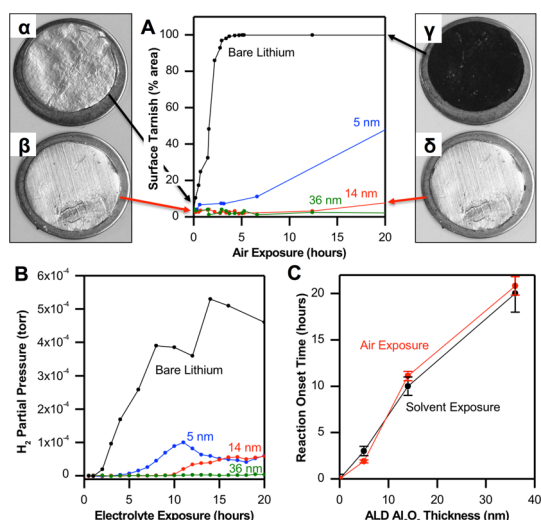 α
A
γ
100
80
60
40
20
0
Surface Tarnish (% area)
Bare Lithium
5 nm
36 nm
14 nm
0
5
10
15
20
Air Exposure (hours)
β
δ
B
6x10⁻⁴
5x10⁻⁴
4x10⁻⁴
3x10⁻⁴
2x10⁻⁴
1x10⁻⁴
0
H₂ Partial Pressure (torr)
Bare Lithium
5 nm
14 nm
36 nm
0
5
10
15
20
Electrolyte Exposure (hours)
C
20
15
10
5
0
Reaction Onset Time (hours)
Air Exposure
Solvent Exposure
0
10
20
30
40